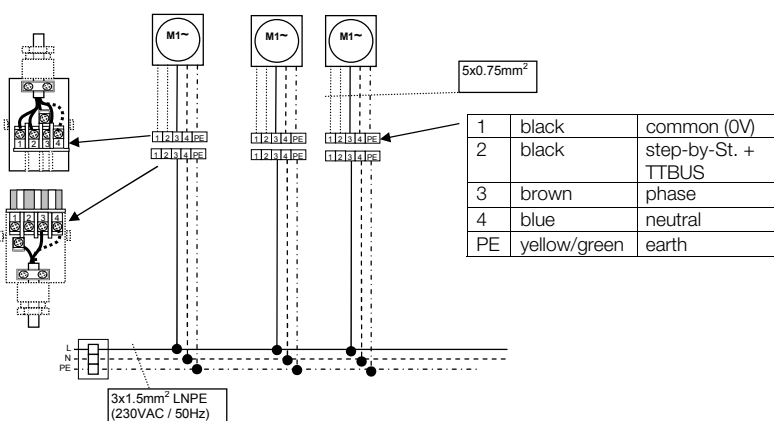 M1~ M1~ M1~
5x0.75mm²
1 2 3 4
1 2 3 4 PE 1 2 3 4 PE 1 2 3 4 PE
1 2 3 4 PE 1 2 3 4 PE 1 2 3 4 PE
1 black common (0V)
2 black step-by-St. +
TTBUS
3 brown phase
4 blue neutral
PE yellow/green earth
1 2 3 4
L
N
PE
3x1.5mm² LNPE
(230VAC / 50Hz)